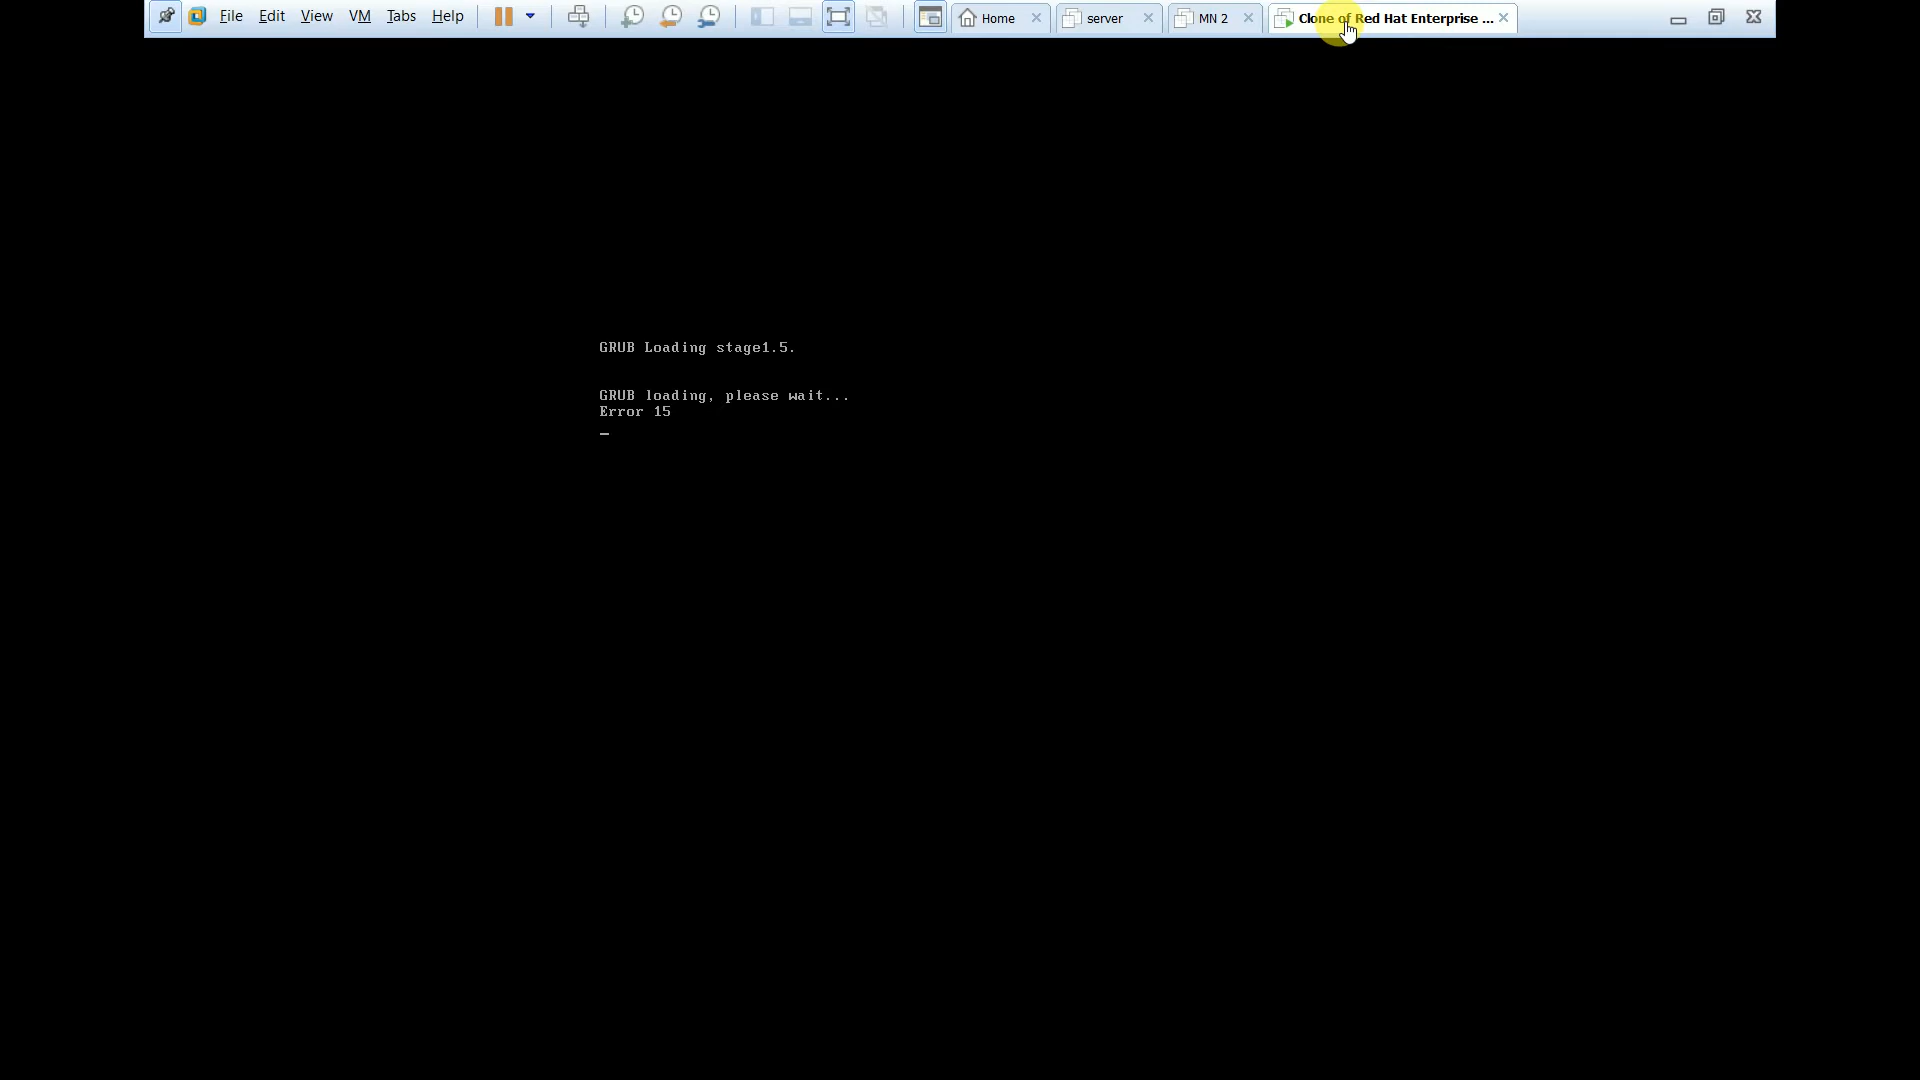 File Edit View VM Tabs Help Home server MN 2 Clone of Red Hat Enterprise ...
GRUB Loading stage1.5.
GRUB loading, please wait...
Error 15